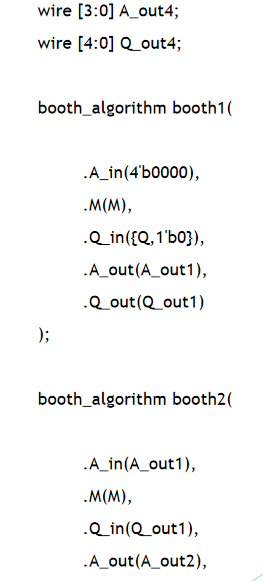 wire [3:0] A_out4;
wire [4:0] Q_out4;
booth_algorithm booth1(
.A_in(4'b0000),
.M(M),
.Q_in({Q,1'b0}),
.A_out(A_out1),
.Q_out(Q_out1)
);
booth_algorithm booth2(
.A_in(A_out1),
.M(M),
.Q_in(Q_out1),
.A_out(A_out2),